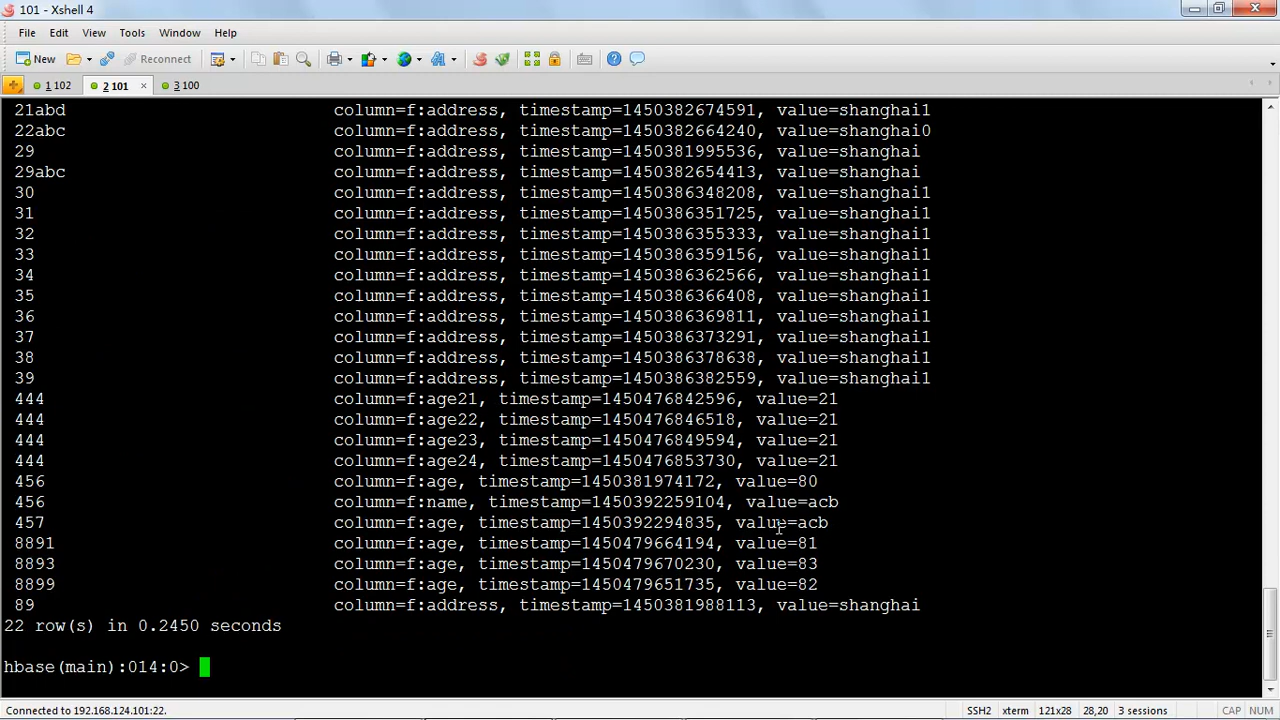 101 - Xshell 4
File Edit View Tools Window Help
New Reconnect
1 102 2 101 × 3 100
21abd column=f:address, timestamp=1450382674591, value=shanghai1
22abc column=f:address, timestamp=1450382664240, value=shanghai0
29 column=f:address, timestamp=1450381995536, value=shanghai
29abc column=f:address, timestamp=1450382654413, value=shanghai
30 column=f:address, timestamp=1450386348208, value=shanghai1
31 column=f:address, timestamp=1450386351725, value=shanghai1
32 column=f:address, timestamp=1450386355333, value=shanghai1
33 column=f:address, timestamp=1450386359156, value=shanghai1
34 column=f:address, timestamp=1450386362566, value=shanghai1
35 column=f:address, timestamp=1450386366408, value=shanghai1
36 column=f:address, timestamp=1450386369811, value=shanghai1
37 column=f:address, timestamp=1450386373291, value=shanghai1
38 column=f:address, timestamp=1450386378638, value=shanghai1
39 column=f:address, timestamp=1450386382559, value=shanghai1
444 column=f:age21, timestamp=1450476842596, value=21
444 column=f:age22, timestamp=1450476846518, value=21
444 column=f:age23, timestamp=1450476849594, value=21
444 column=f:age24, timestamp=1450476853730, value=21
456 column=f:age, timestamp=1450381974172, value=80
456 column=f:name, timestamp=1450392259104, value=acb
457 column=f:age, timestamp=1450392294835, value=acb
8891 column=f:age, timestamp=1450479664194, value=81
8893 column=f:age, timestamp=1450479670230, value=83
8899 column=f:age, timestamp=1450479651735, value=82
89 column=f:address, timestamp=1450381988113, value=shanghai
22 row(s) in 0.2450 seconds
hbase(main):014:0>
Connected to 192.168.124.101:22. SSH2 xterm 121x28 28,20 3 sessions CAP NUM